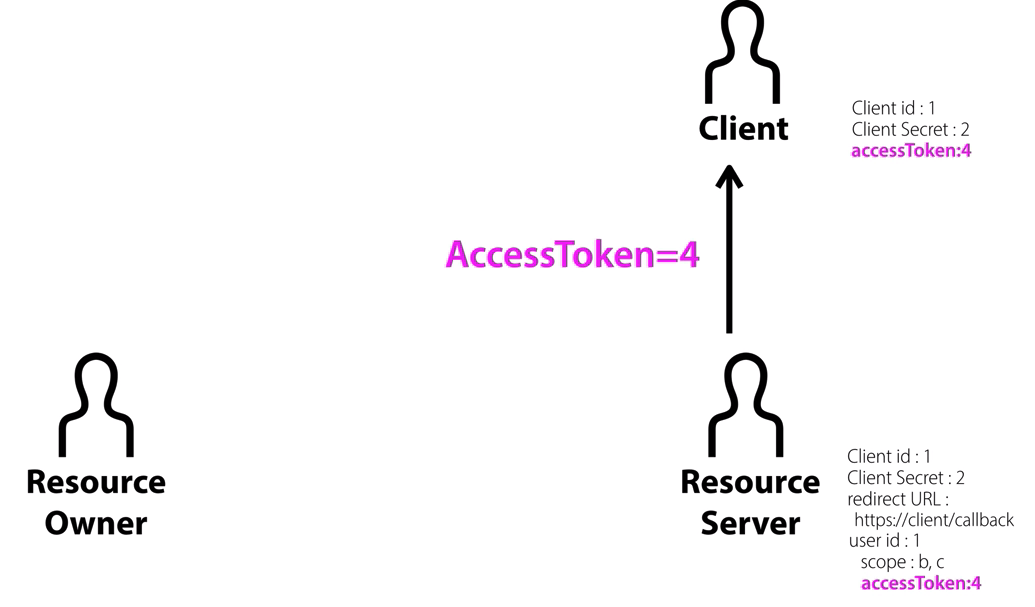 Client
Client id : 1
Client Secret : 2
accessToken:4
AccessToken=4
Resource
Owner
Resource
Server
Client id : 1
Client Secret : 2
redirect URL :
https://client/callback
user id : 1
scope : b, c
accessToken:4